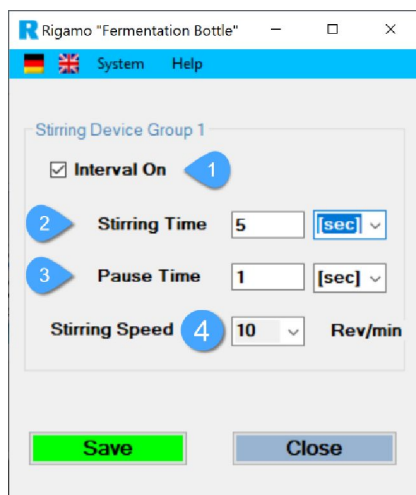 R Rigamo "Fermentation Bottle"
System Help
Stirring Device Group 1
Interval On 1
2 Stirring Time 5 [sec]
3 Pause Time 1 [sec]
Stirring Speed 4 10 Rev/min
Save Close